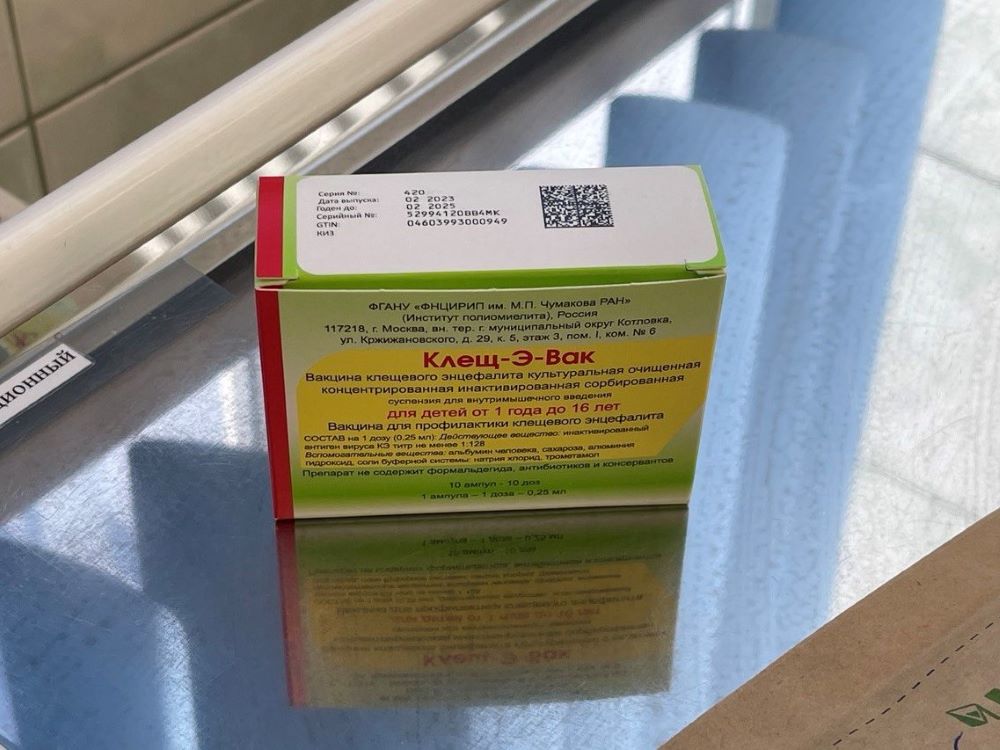 Серия №: 420
Дата выпуска: 02 2023
Годен до: 02 2025
Серийный №: 52994120BB4MK
GTIN: 04603993000949
КИЗ
ФГАНУ «ФНЦИРИП им. М.П. Чумакова РАН»
(Институт полиомиелита), Россия
117218, г. Москва, вн. тер. г. муниципальный округ Котловка,
ул. Кржижановского, д. 29, к. 5, этаж 3, пом. I, ком. № 6
Клещ-Э-Вак
Вакцина клещевого энцефалита культуральная очищенная
концентрированная инактивированная сорбированная
суспензия для внутримышечного введения
для детей от 1 года до 16 лет
Вакцина для профилактики клещевого энцефалита
СОСТАВ на 1 дозу (0,25 мл): Действующее вещество: инактивированный
антиген вируса КЭ титр не менее 1:128
Вспомогательные вещества: альбумин человека, сахароза, алюминия
гидроксид, соли буферной системы: натрия хлорид, трометамол
Препарат не содержит формальдегида, антибиотиков и консервантов
10 ампул - 10 доз
1 ампула – 1 доза – 0,25 мл